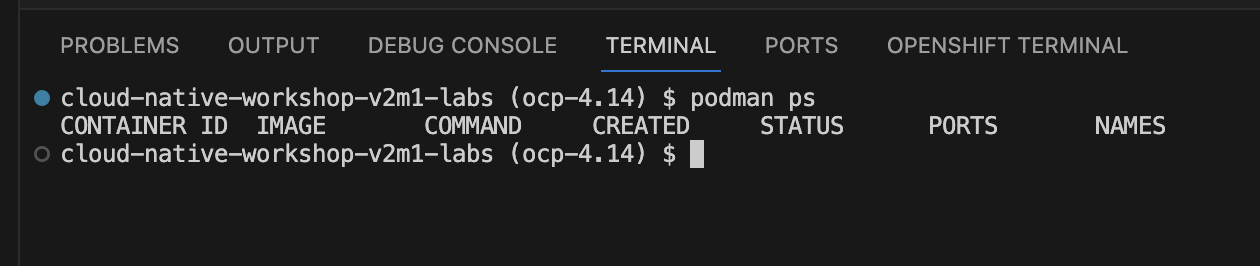 PROBLEMS OUTPUT DEBUG CONSOLE TERMINAL PORTS OPENSHIFT TERMINAL
cloud-native-workshop-v2m1-labs (ocp-4.14) $ podman ps
CONTAINER ID  IMAGE       COMMAND     CREATED     STATUS      PORTS       NAMES
cloud-native-workshop-v2m1-labs (ocp-4.14) $